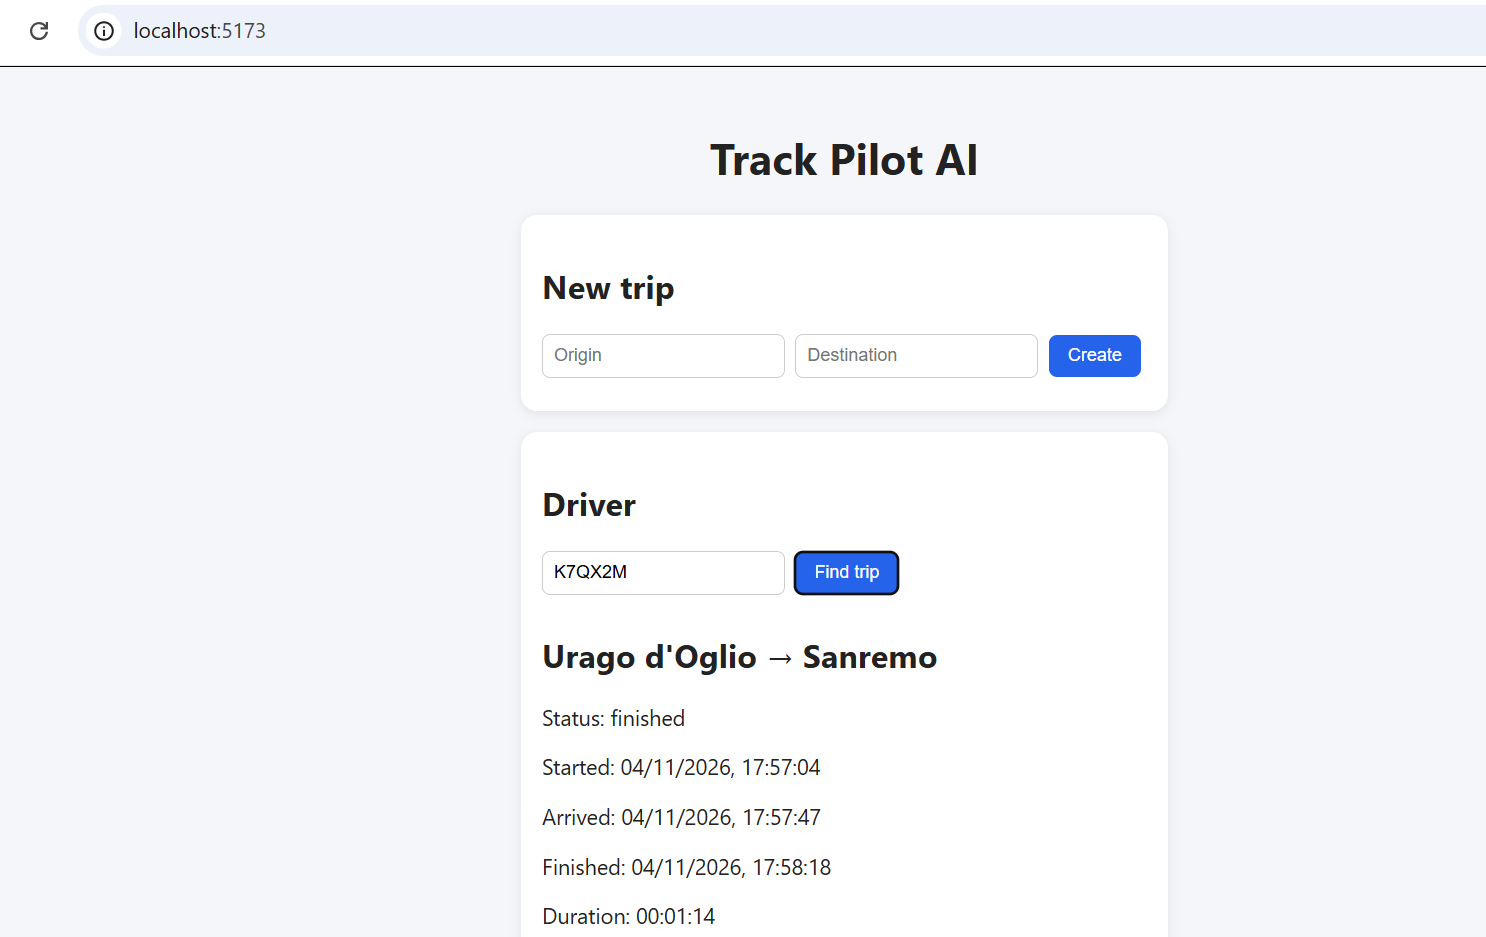 localhost:5173
Track Pilot AI
New trip
Origin Destination Create
Driver
K7QX2M Find trip
Urago d'Oglio → Sanremo
Status: finished
Started: 04/11/2026, 17:57:04
Arrived: 04/11/2026, 17:57:47
Finished: 04/11/2026, 17:58:18
Duration: 00:01:14